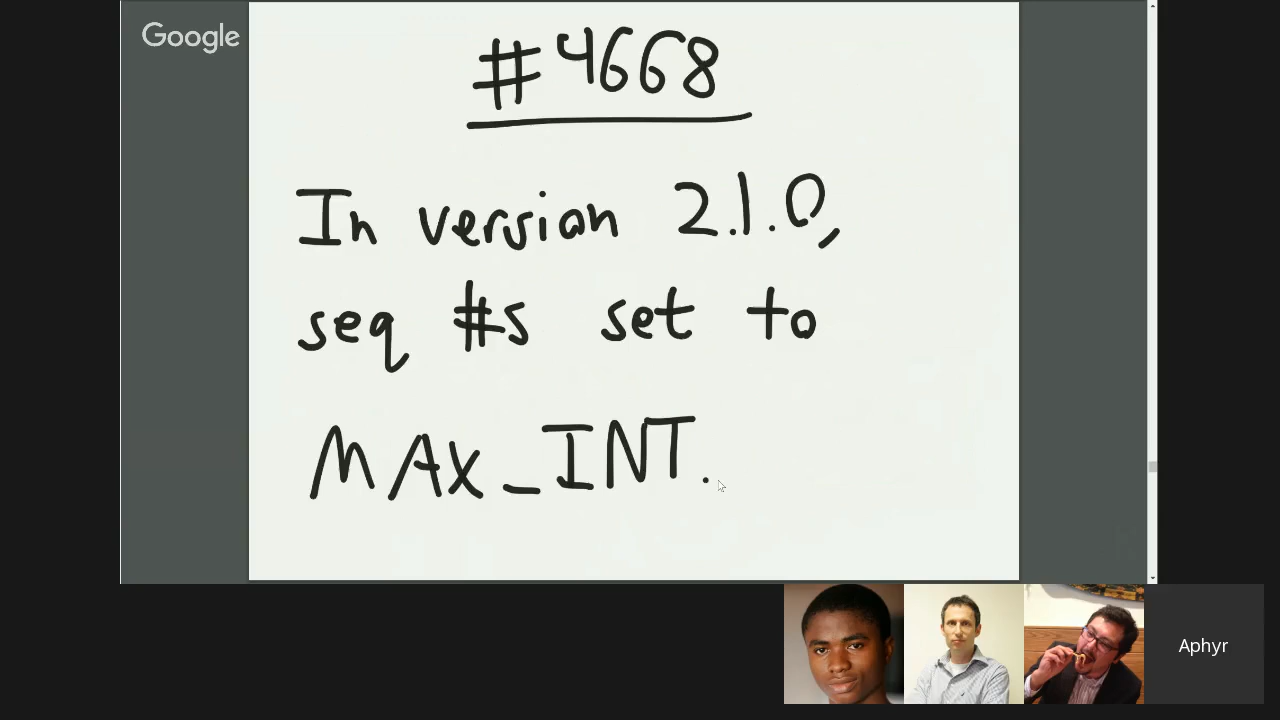 Google
#4668
In version 2.1.0,
seq #s set to
MAX_INT.
Aphyr